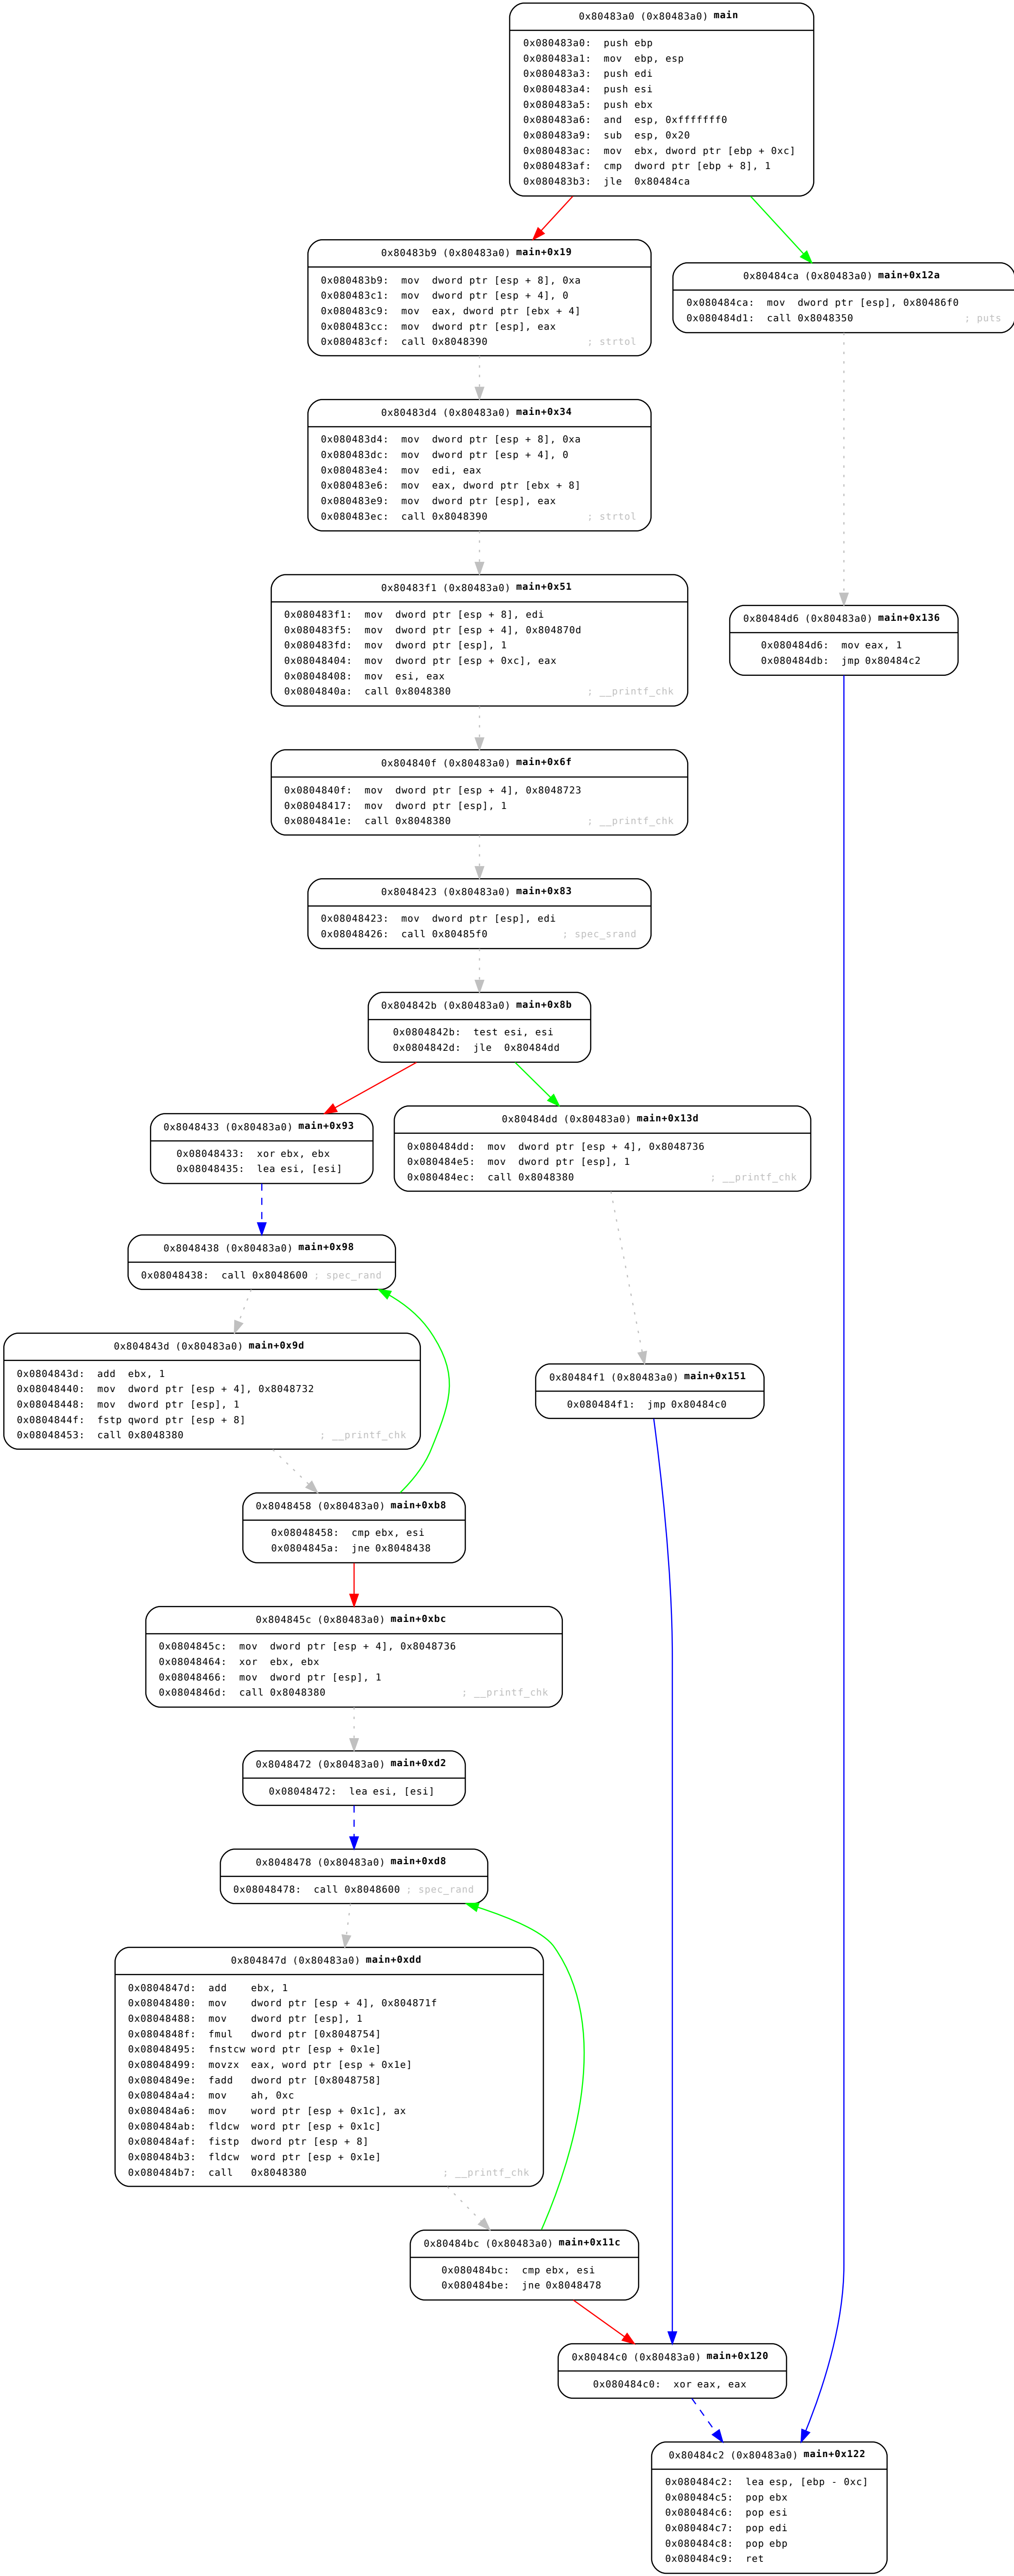 0x80483a0 (0x80483a0) main
0x080483a0: push ebp
0x080483a1: mov ebp, esp
0x080483a3: push edi
0x080483a4: push esi
0x080483a5: push ebx
0x080483a6: and esp, 0xfffffff0
0x080483a9: sub esp, 0x20
0x080483ac: mov ebx, dword ptr [ebp + 0xc]
0x080483af: cmp dword ptr [ebp + 8], 1
0x080483b3: jle 0x80484ca
0x80483b9 (0x80483a0) main+0x19
0x080483b9: mov dword ptr [esp + 8], 0xa
0x080483c1: mov dword ptr [esp + 4], 0
0x080483c9: mov eax, dword ptr [ebx + 4]
0x080483cc: mov dword ptr [esp], eax
0x080483cf: call 0x8048390 ; strtol
0x80484ca (0x80483a0) main+0x12a
0x080484ca: mov dword ptr [esp], 0x80486f0
0x080484d1: call 0x8048350 ; puts
0x80483d4 (0x80483a0) main+0x34
0x080483d4: mov dword ptr [esp + 8], 0xa
0x080483dc: mov dword ptr [esp + 4], 0
0x080483e4: mov edi, eax
0x080483e6: mov eax, dword ptr [ebx + 8]
0x080483e9: mov dword ptr [esp], eax
0x080483ec: call 0x8048390 ; strtol
0x80483f1 (0x80483a0) main+0x51
0x080483f1: mov dword ptr [esp + 8], edi
0x080483f5: mov dword ptr [esp + 4], 0x804870d
0x080483fd: mov dword ptr [esp], 1
0x08048404: mov dword ptr [esp + 0xc], eax
0x08048408: mov esi, eax
0x0804840a: call 0x8048380 ; __printf_chk
0x80484d6 (0x80483a0) main+0x136
0x080484d6: mov eax, 1
0x080484db: jmp 0x80484c2
0x804840f (0x80483a0) main+0x6f
0x0804840f: mov dword ptr [esp + 4], 0x8048723
0x08048417: mov dword ptr [esp], 1
0x0804841e: call 0x8048380 ; __printf_chk
0x8048423 (0x80483a0) main+0x83
0x08048423: mov dword ptr [esp], edi
0x08048426: call 0x80485f0 ; spec_srand
0x804842b (0x80483a0) main+0x8b
0x0804842b: test esi, esi
0x0804842d: jle 0x80484dd
0x8048433 (0x80483a0) main+0x93
0x08048433: xor ebx, ebx
0x08048435: lea esi, [esi]
0x80484dd (0x80483a0) main+0x13d
0x080484dd: mov dword ptr [esp + 4], 0x8048736
0x080484e5: mov dword ptr [esp], 1
0x080484ec: call 0x8048380 ; __printf_chk
0x8048438 (0x80483a0) main+0x98
0x08048438: call 0x8048600 ; spec_rand
0x804843d (0x80483a0) main+0x9d
0x0804843d: add ebx, 1
0x08048440: mov dword ptr [esp + 4], 0x8048732
0x08048448: mov dword ptr [esp], 1
0x0804844f: fstp qword ptr [esp + 8]
0x08048453: call 0x8048380 ; __printf_chk
0x80484f1 (0x80483a0) main+0x151
0x080484f1: jmp 0x80484c0
0x8048458 (0x80483a0) main+0xb8
0x08048458: cmp ebx, esi
0x0804845a: jne 0x8048438
0x804845c (0x80483a0) main+0xbc
0x0804845c: mov dword ptr [esp + 4], 0x8048736
0x08048464: xor ebx, ebx
0x08048466: mov dword ptr [esp], 1
0x0804846d: call 0x8048380 ; __printf_chk
0x8048472 (0x80483a0) main+0xd2
0x08048472: lea esi, [esi]
0x8048478 (0x80483a0) main+0xd8
0x08048478: call 0x8048600 ; spec_rand
0x804847d (0x80483a0) main+0xdd
0x0804847d: add ebx, 1
0x08048480: mov dword ptr [esp + 4], 0x804871f
0x08048488: mov dword ptr [esp], 1
0x0804848f: fmul dword ptr [0x8048754]
0x08048495: fnstcw word ptr [esp + 0x1e]
0x08048499: movzx eax, word ptr [esp + 0x1e]
0x0804849e: fadd dword ptr [0x8048758]
0x080484a4: mov ah, 0xc
0x080484a6: mov word ptr [esp + 0x1c], ax
0x080484ab: fldcw word ptr [esp + 0x1c]
0x080484af: fistp dword ptr [esp + 8]
0x080484b3: fldcw word ptr [esp + 0x1e]
0x080484b7: call 0x8048380 ; __printf_chk
0x80484bc (0x80483a0) main+0x11c
0x080484bc: cmp ebx, esi
0x080484be: jne 0x8048478
0x80484c0 (0x80483a0) main+0x120
0x080484c0: xor eax, eax
0x80484c2 (0x80483a0) main+0x122
0x080484c2: lea esp, [ebp - 0xc]
0x080484c5: pop ebx
0x080484c6: pop esi
0x080484c7: pop edi
0x080484c8: pop ebp
0x080484c9: ret